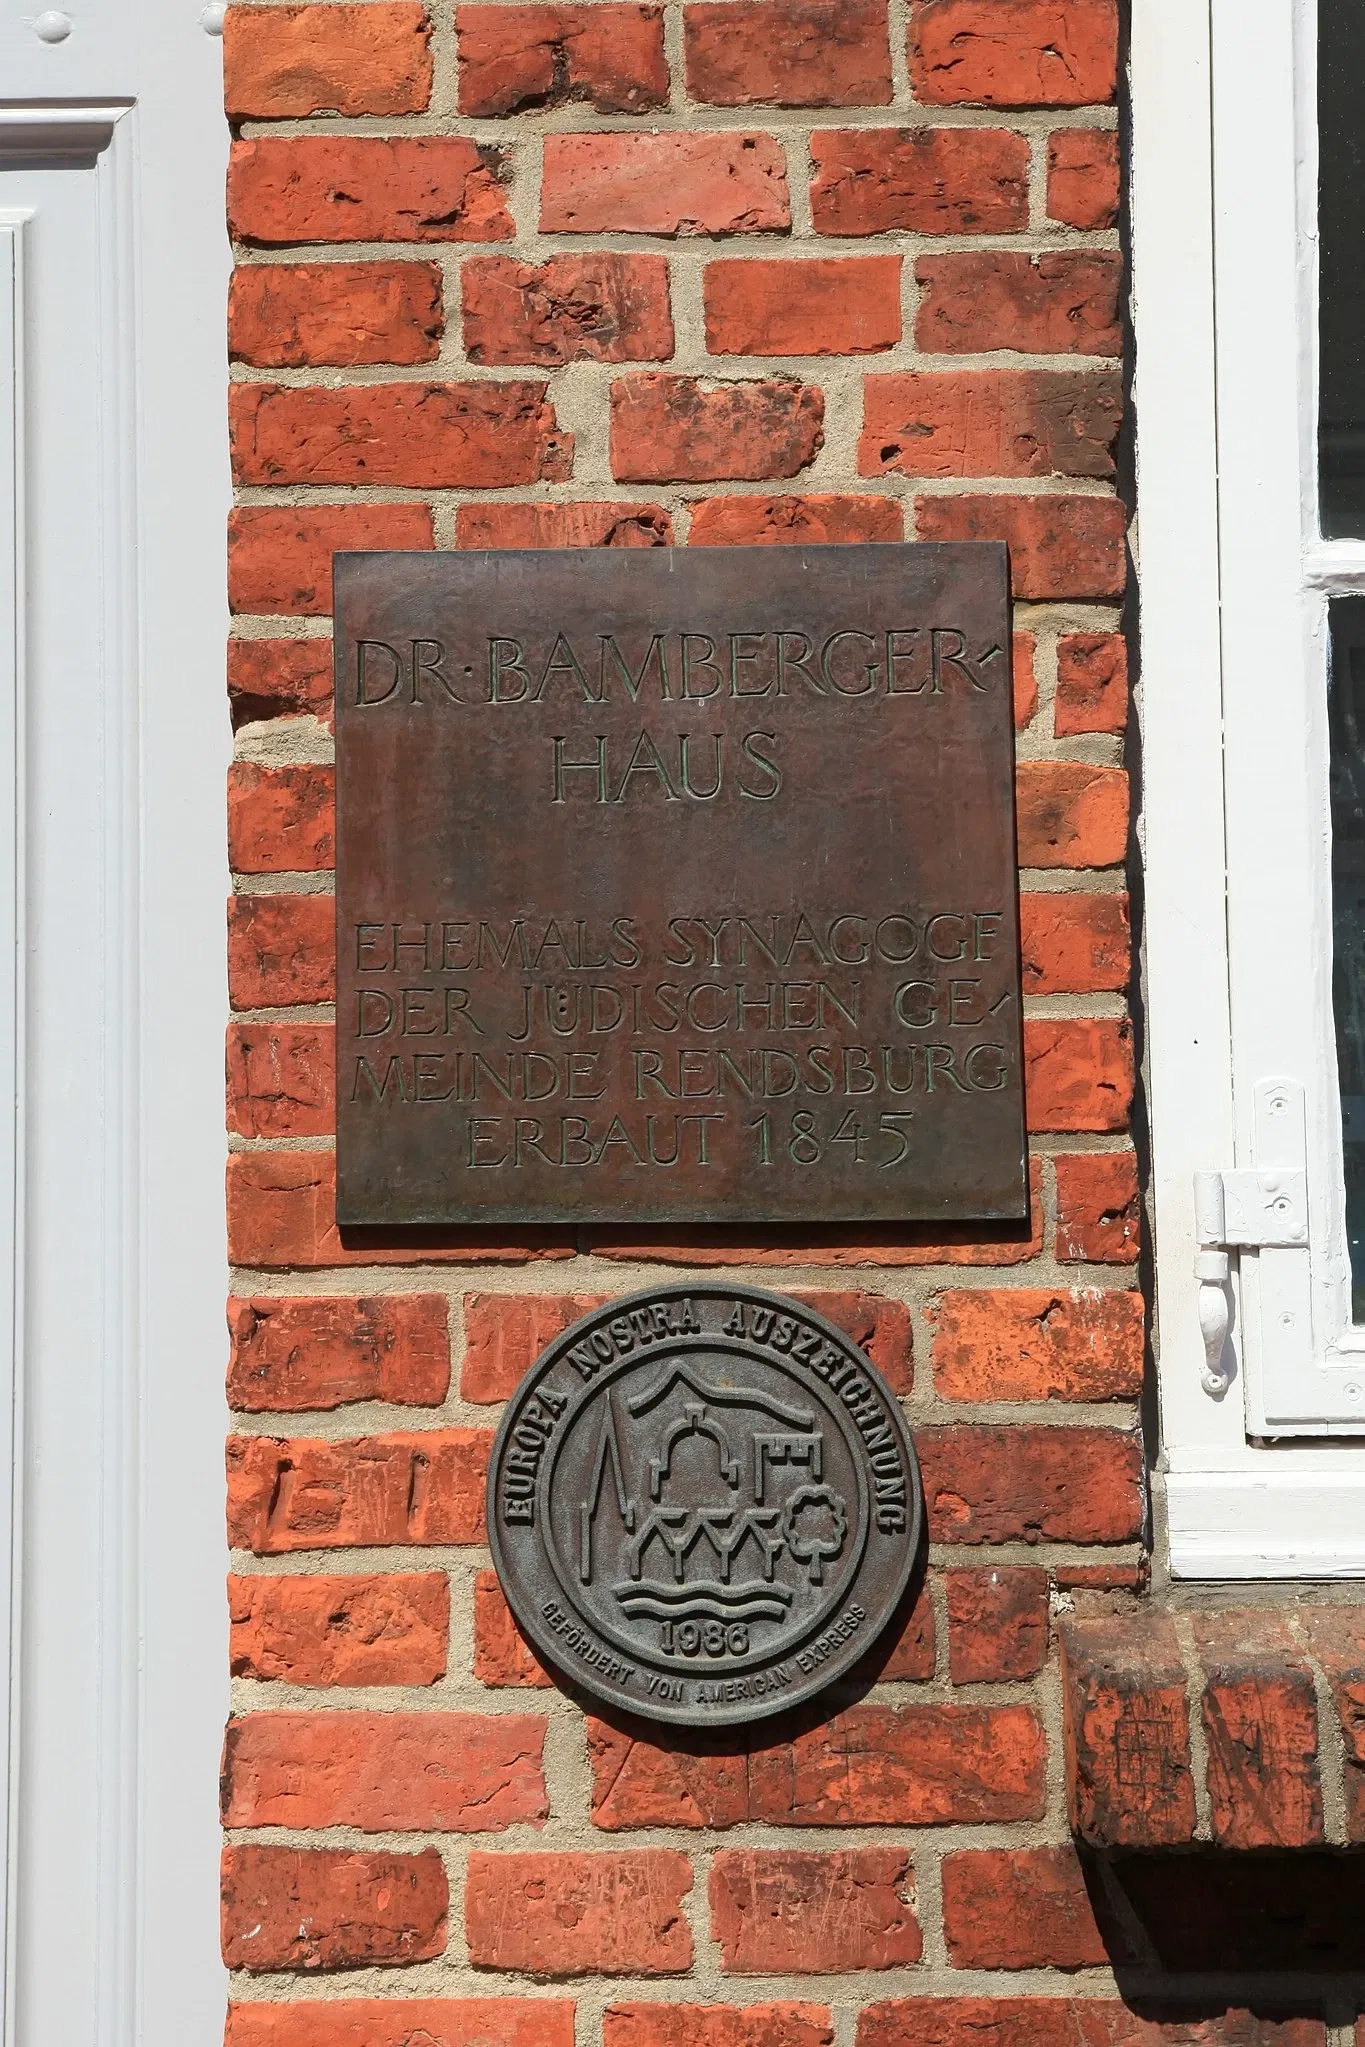 DR · BAMBERGER-
HAUS
EHEMALS SYNAGOGE
DER JÜDISCHEN GE-
MEINDE RENDSBURG
ERBAUT 1845
EUROPA NOSTRA AUSZEICHNUNG
1986
GEFÖRDERT VON AMERICAN EXPRESS